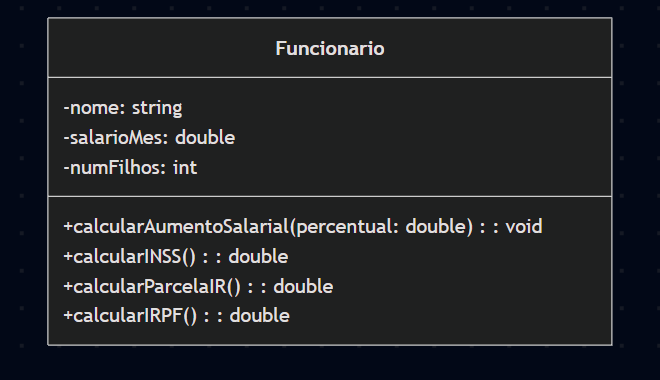 Funcionario
-nome: string
-salarioMes: double
-numFilhos: int
+calcularAumentoSalarial(percentual: double) : : void
+calcularINSS() : : double
+calcularParcelaIR() : : double
+calcularIRPF() : : double